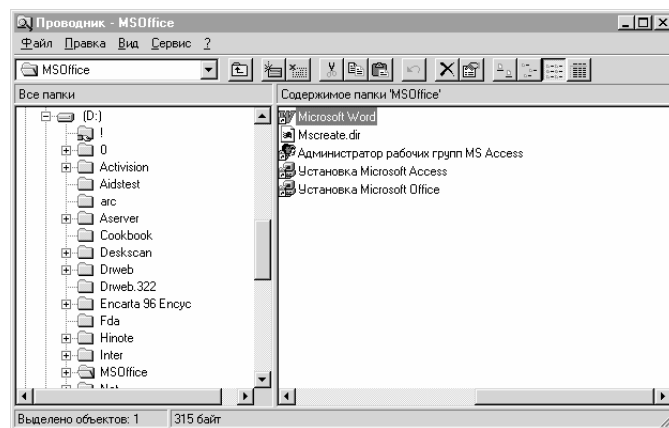 Проводник - MSOffice
Файл Правка Вид Сервис ?
MSOffice
Все папки
Содержимое папки 'MSOffice'
(D:)
!
0
Activision
Aidstest
arc
Aserver
Cookbook
Deskscan
Drweb
Drweb.322
Encarta 96 Encyc
Fda
Hinote
Inter
MSOffice
Microsoft Word
Mscreate.dir
Администратор рабочих групп MS Access
Установка Microsoft Access
Установка Microsoft Office
Выделено объектов: 1
315 байт